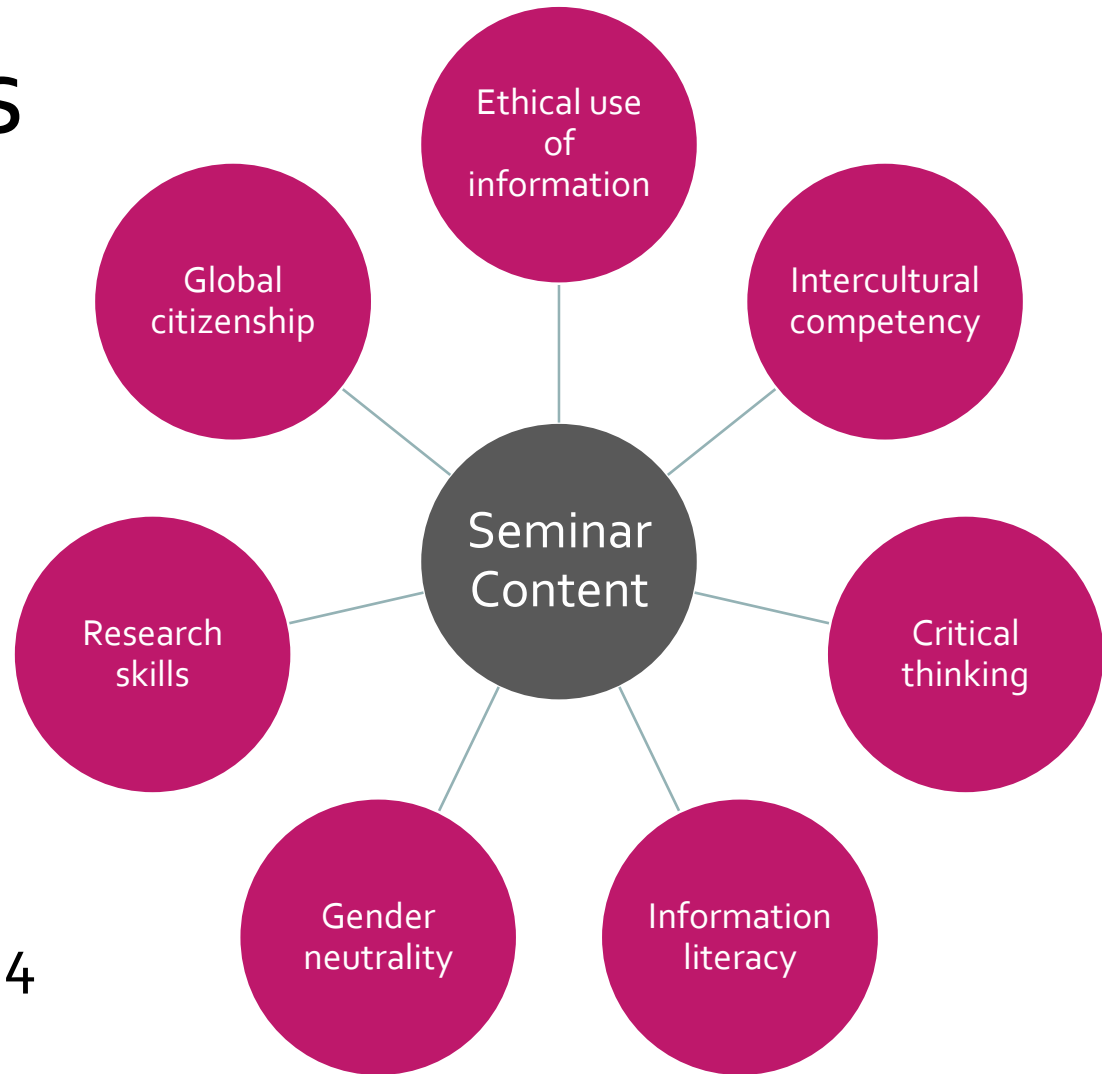 s
Ethical use
of
information
Global
citizenship
Intercultural
competency
Seminar
Content
Research
skills
Critical
thinking
Gender
neutrality
Information
literacy
4